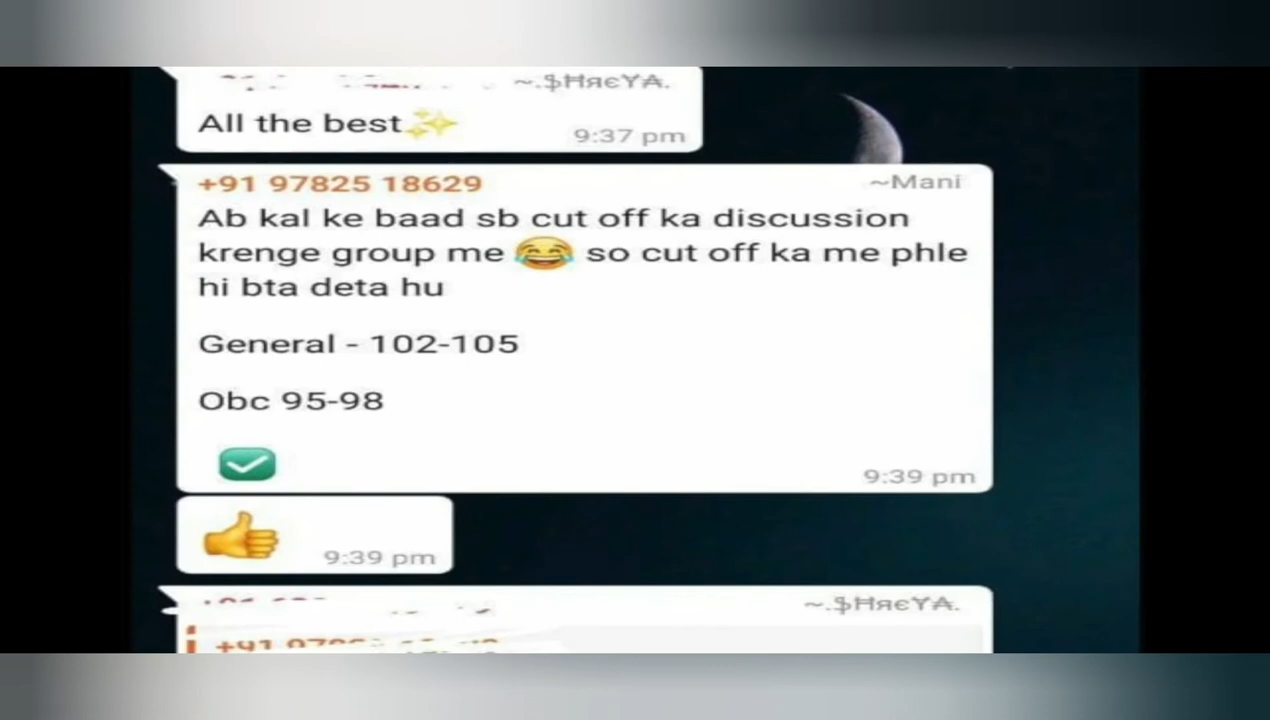 ~.$ĦЯЄҰ₳.
All the best ✨
9:37 pm
+91 97825 18629 ~Mani
Ab kal ke baad sb cut off ka discussion
krenge group me 😂 so cut off ka me phle
hi bta deta hu
General - 102-105
Obc 95-98
✅
9:39 pm
👍 9:39 pm
~.$ĦЯЄҰ₳.